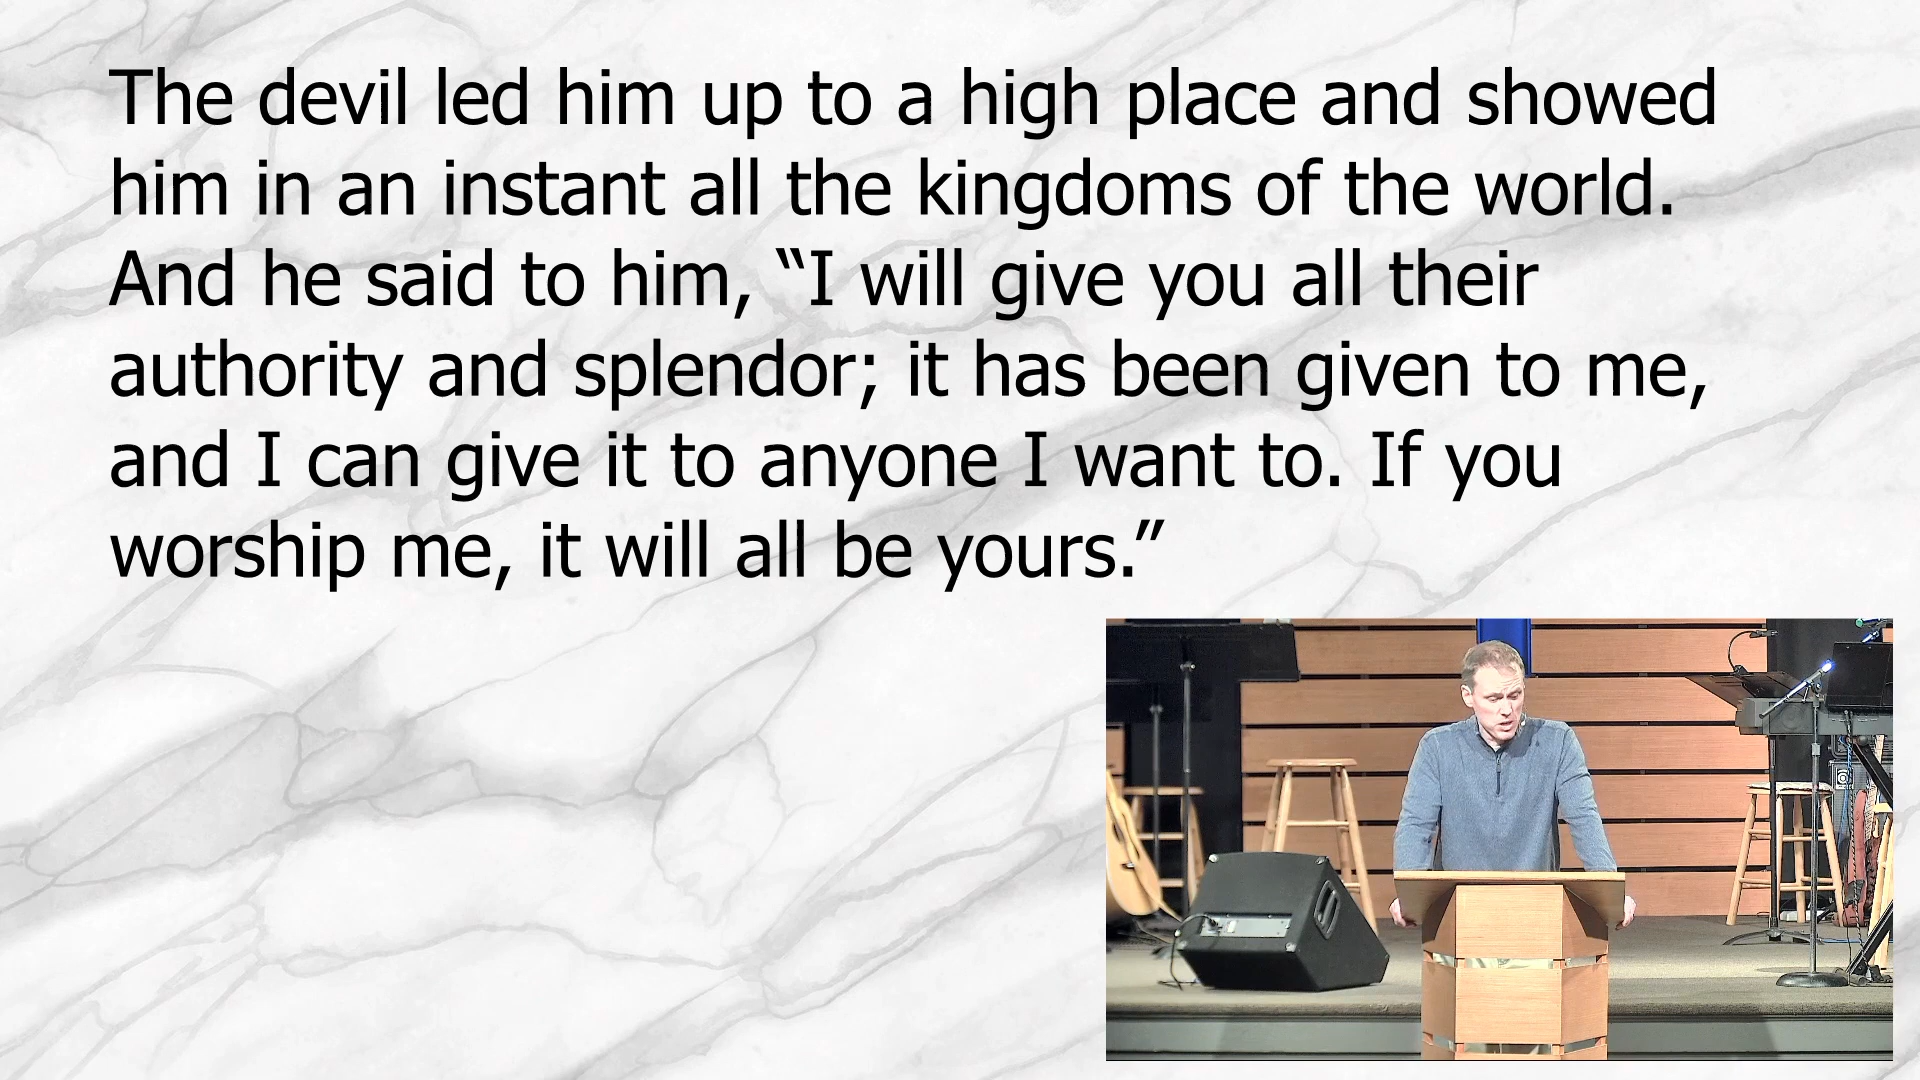 The devil led him up to a high place and showed
him in an instant all the kingdoms of the world.
And he said to him, “I will give you all their
authority and splendor; it has been given to me,
and I can give it to anyone I want to. If you
worship me, it will all be yours.”